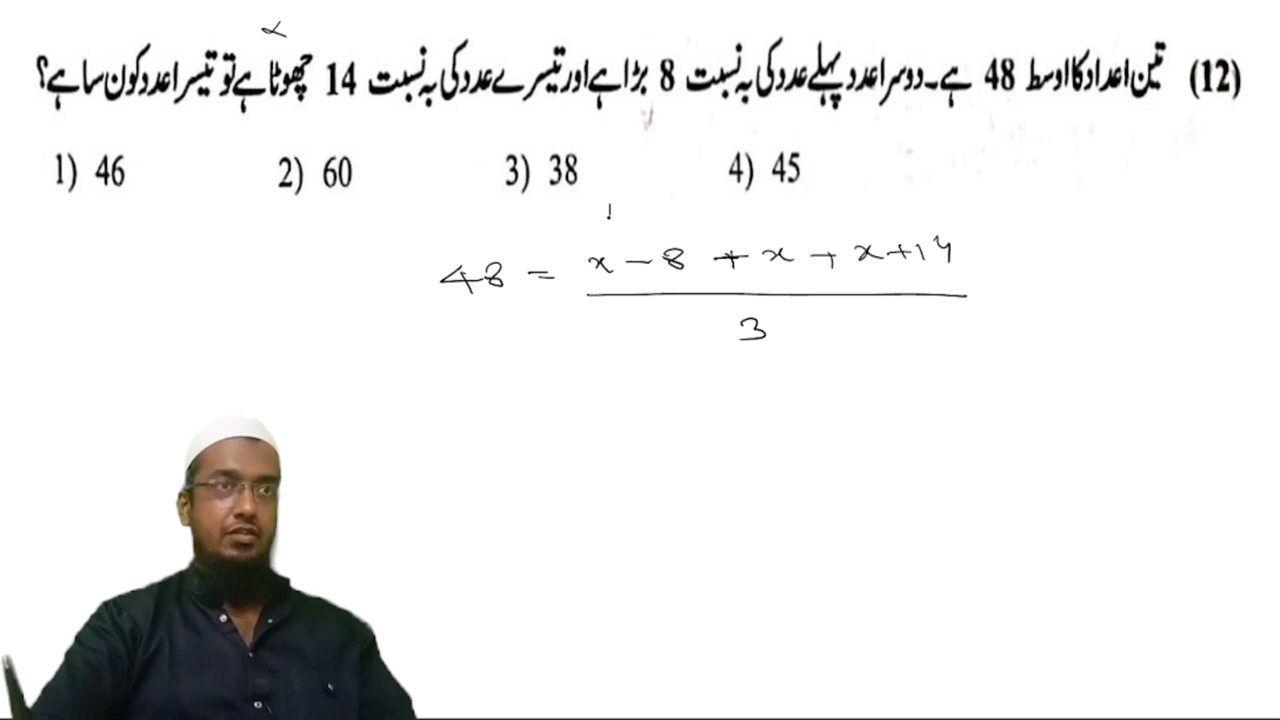 (12) تین اعداد کا اوسط 48 ہے۔ دوسرا عدد پہلے عدد کی بہ نسبت 8 بڑا ہے اور تیسرے عدد کی بہ نسبت 14 چھوٹا ہے تو تیسرا عدد کون سا ہے؟
1) 46 2) 60 3) 38 4) 45
48 = x - 8 + x + x + 14
3